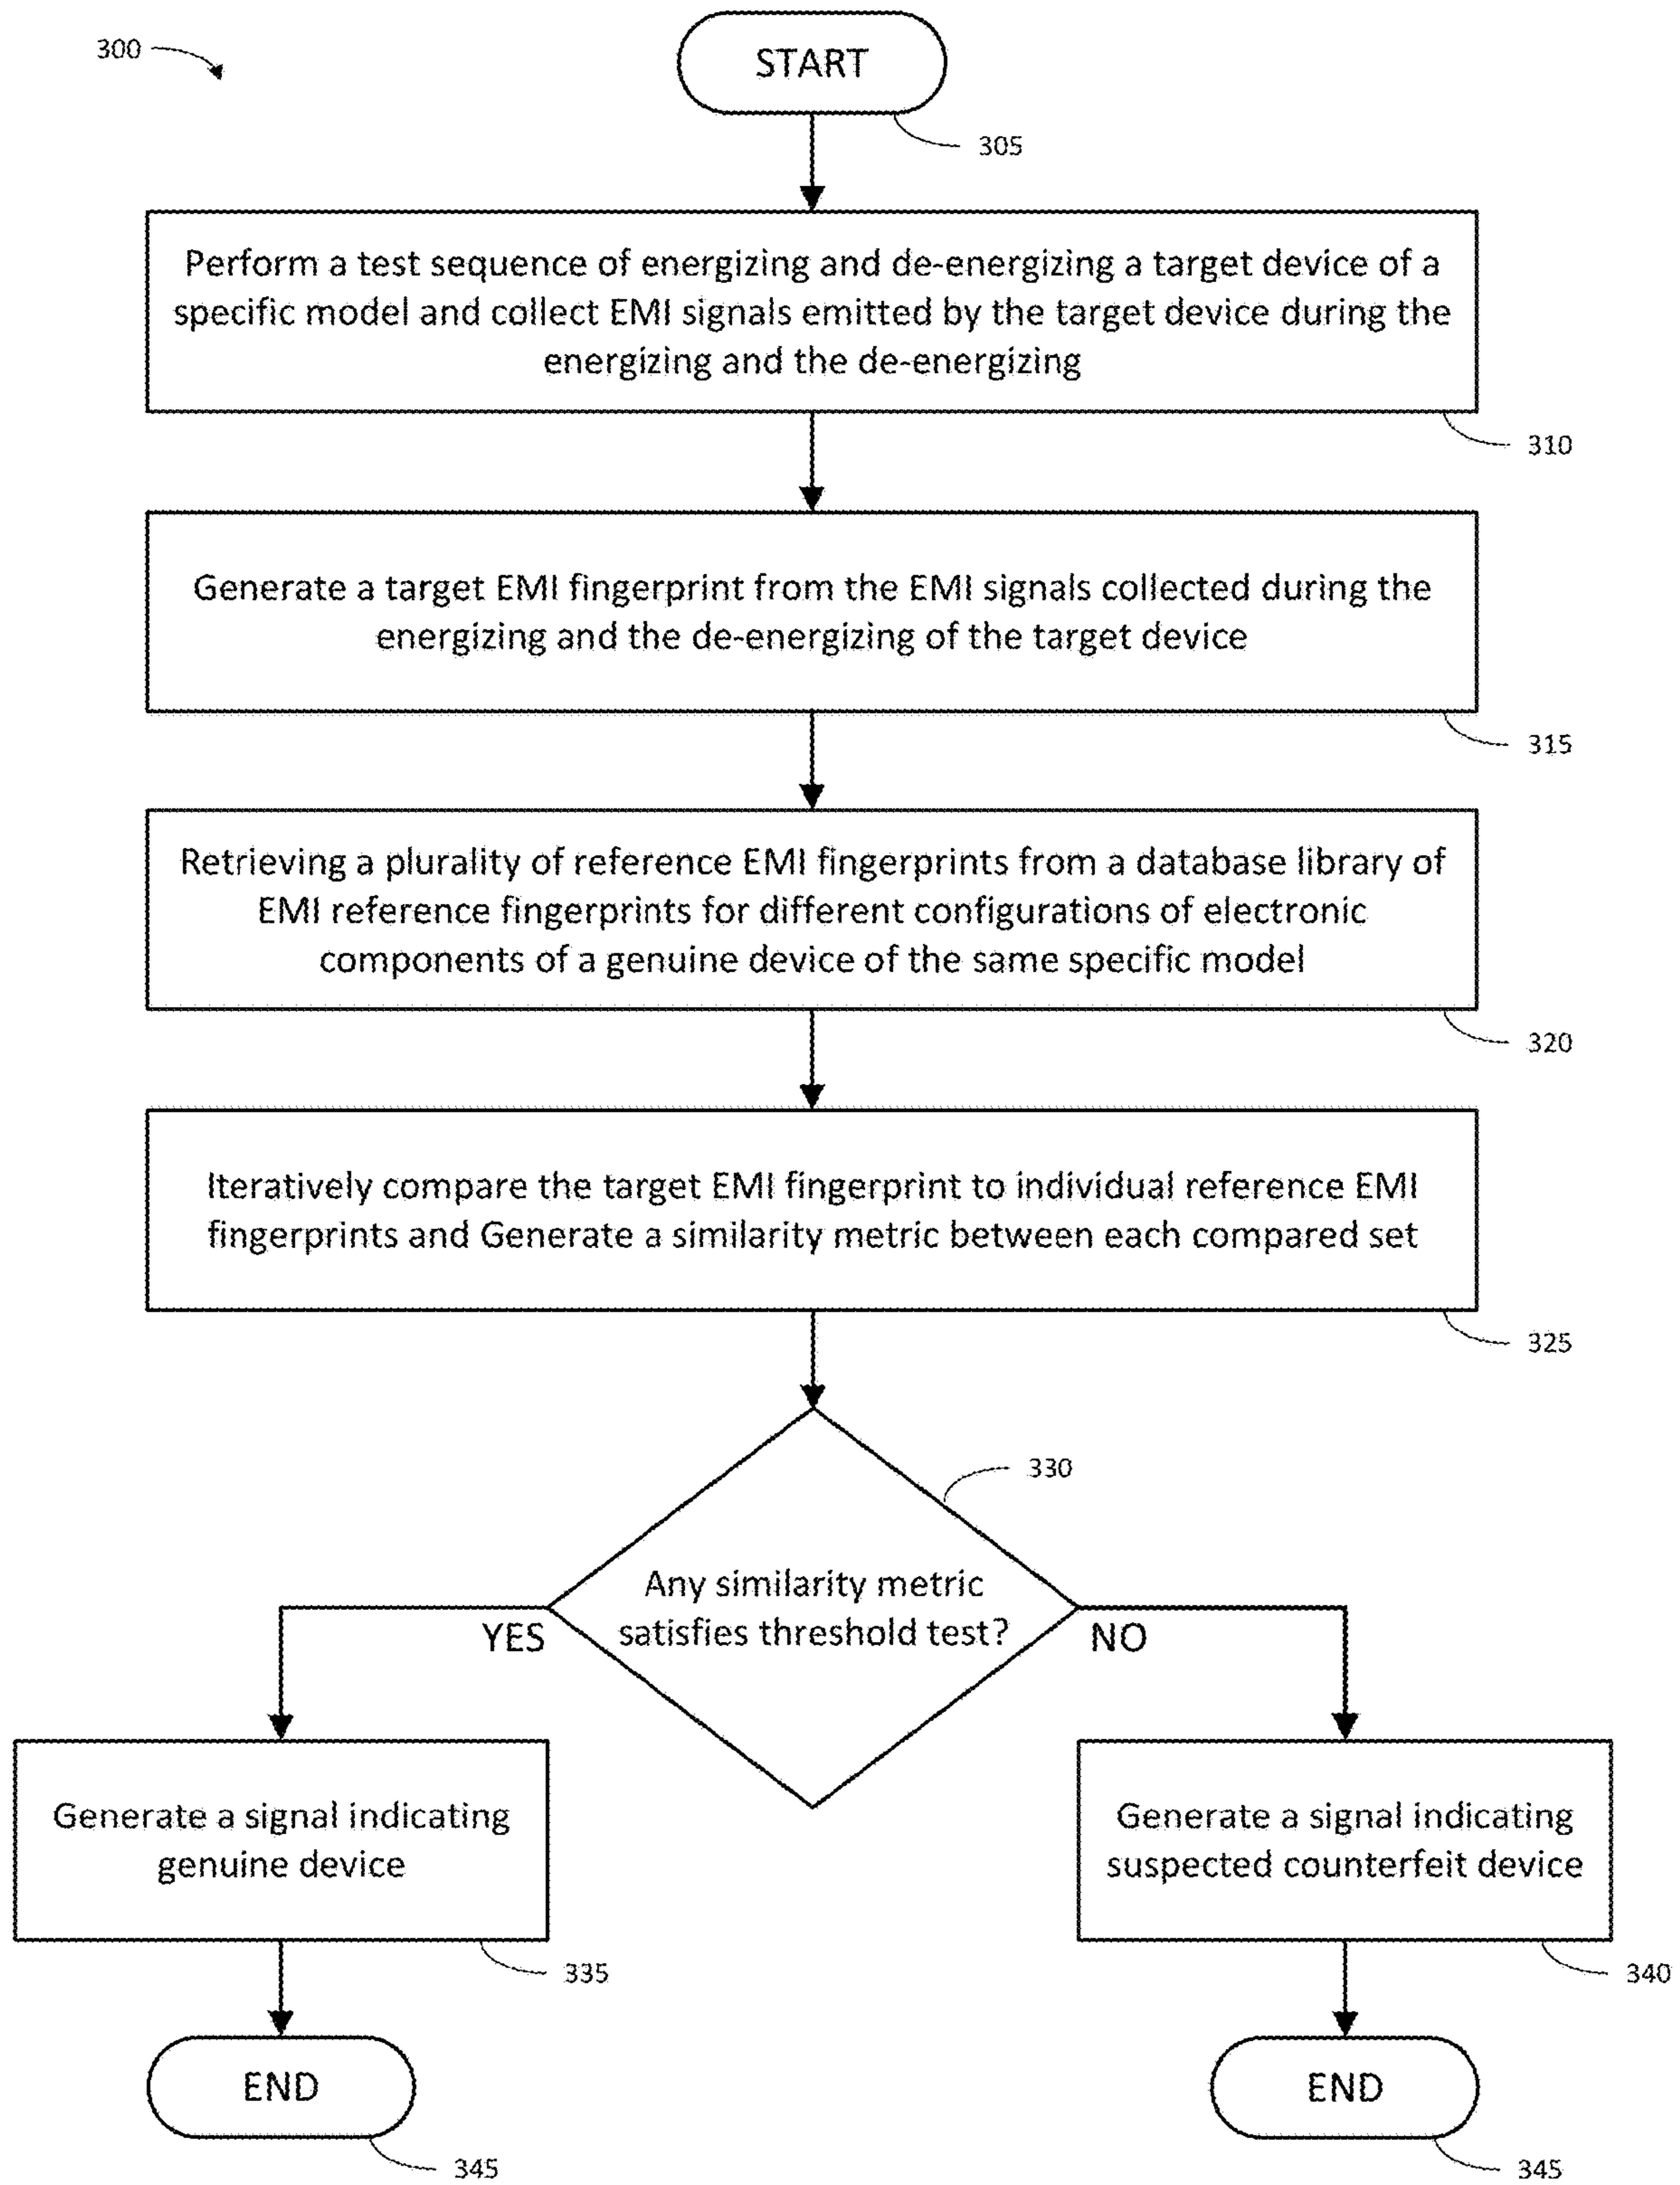 300
START
305
Perform a test sequence of energizing and de-energizing a target device of a
specific model and collect EMI signals emitted by the target device during the
energizing and the de-energizing
310
Generate a target EMI fingerprint from the EMI signals collected during the
energizing and the de-energizing of the target device
315
Retrieving a plurality of reference EMI fingerprints from a database library of
EMI reference fingerprints for different configurations of electronic
components of a genuine device of the same specific model
320
Iteratively compare the target EMI fingerprint to individual reference EMI
fingerprints and Generate a similarity metric between each compared set
325
330
Any similarity metric
satisfies threshold test?
YES
NO
Generate a signal indicating
genuine device
335
Generate a signal indicating
suspected counterfeit device
340
END
345
END
345